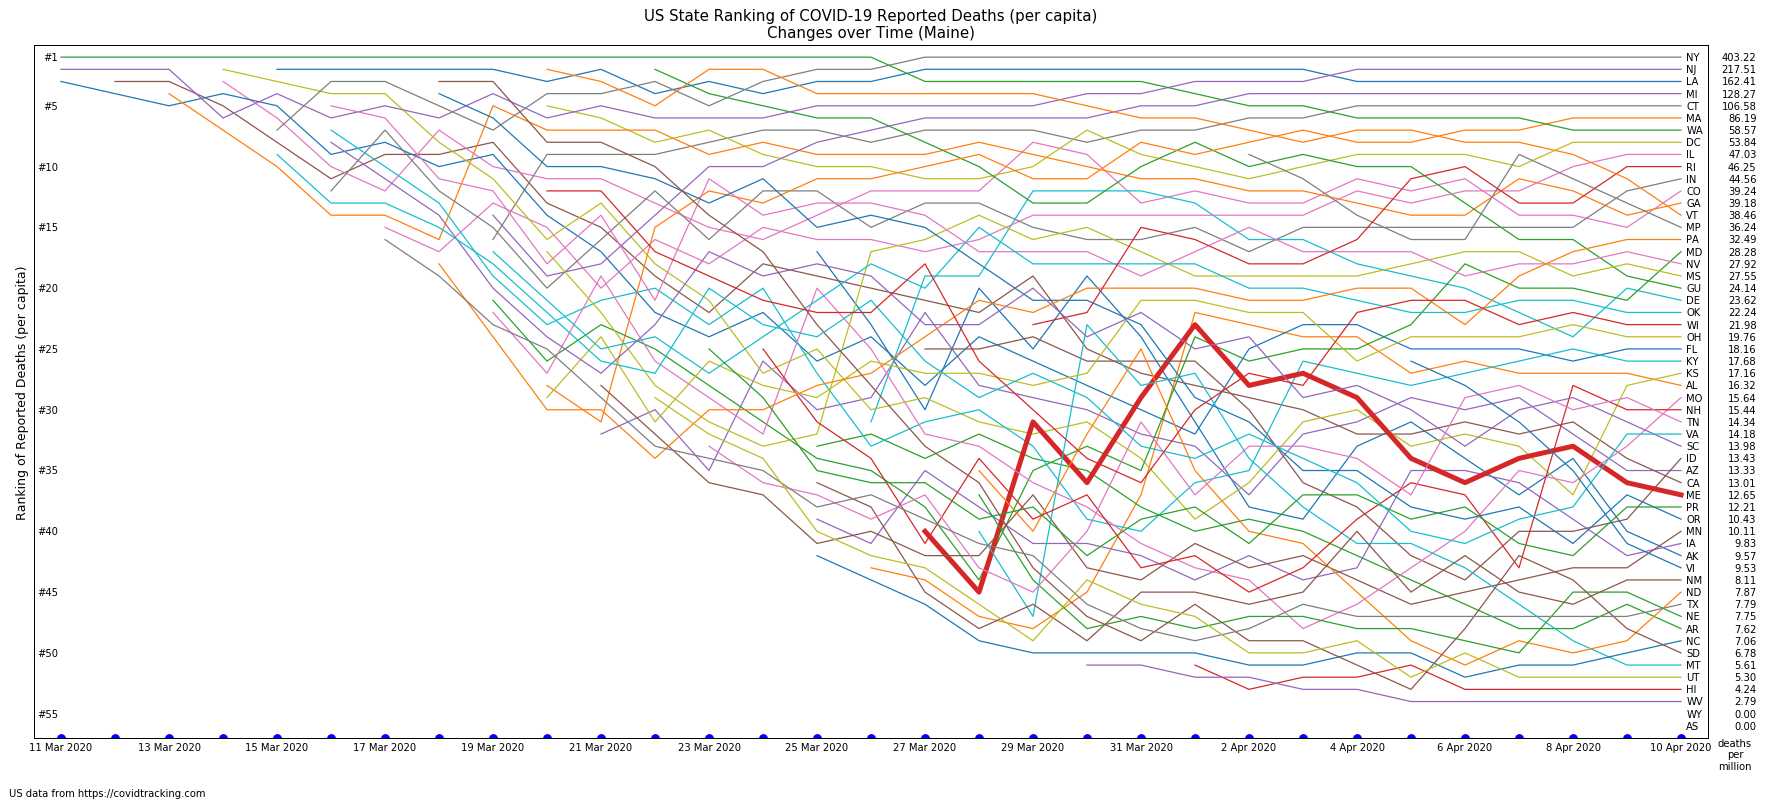 US State Ranking of COVID-19 Reported Deaths (per capita)
Changes over Time (Maine)
Ranking of Reported Deaths (per capita)
#1
#5
#10
#15
#20
#25
#30
#35
#40
#45
#50
#55
NY 403.22
NJ 217.51
LA 162.41
MI 128.27
CT 106.58
MA 86.19
WA 58.57
DC 53.84
IL 47.03
RI 46.25
IN 44.56
CO 39.24
GA 39.18
VT 38.46
MP 36.24
PA 32.49
MD 28.28
NV 27.92
MS 27.55
GU 24.14
DE 23.62
OK 22.24
WI 21.98
OH 19.76
FL 18.16
KY 17.68
KS 17.16
AL 16.32
MO 15.64
NH 15.44
TN 14.34
VA 14.18
SC 13.98
ID 13.43
AZ 13.33
CA 13.01
ME 12.65
PR 12.21
OR 10.43
MN 10.11
IA 9.83
AK 9.57
VI 9.53
NM 8.11
ND 7.87
TX 7.79
NE 7.75
AR 7.62
NC 7.06
SD 6.78
MT 5.61
UT 5.30
HI 4.24
WV 2.79
WY 0.00
AS 0.00
11 Mar 2020 13 Mar 2020 15 Mar 2020 17 Mar 2020 19 Mar 2020 21 Mar 2020 23 Mar 2020 25 Mar 2020 27 Mar 2020 29 Mar 2020 31 Mar 2020 2 Apr 2020 4 Apr 2020 6 Apr 2020 8 Apr 2020 10 Apr 2020
deaths
per
million
US data from https://covidtracking.com